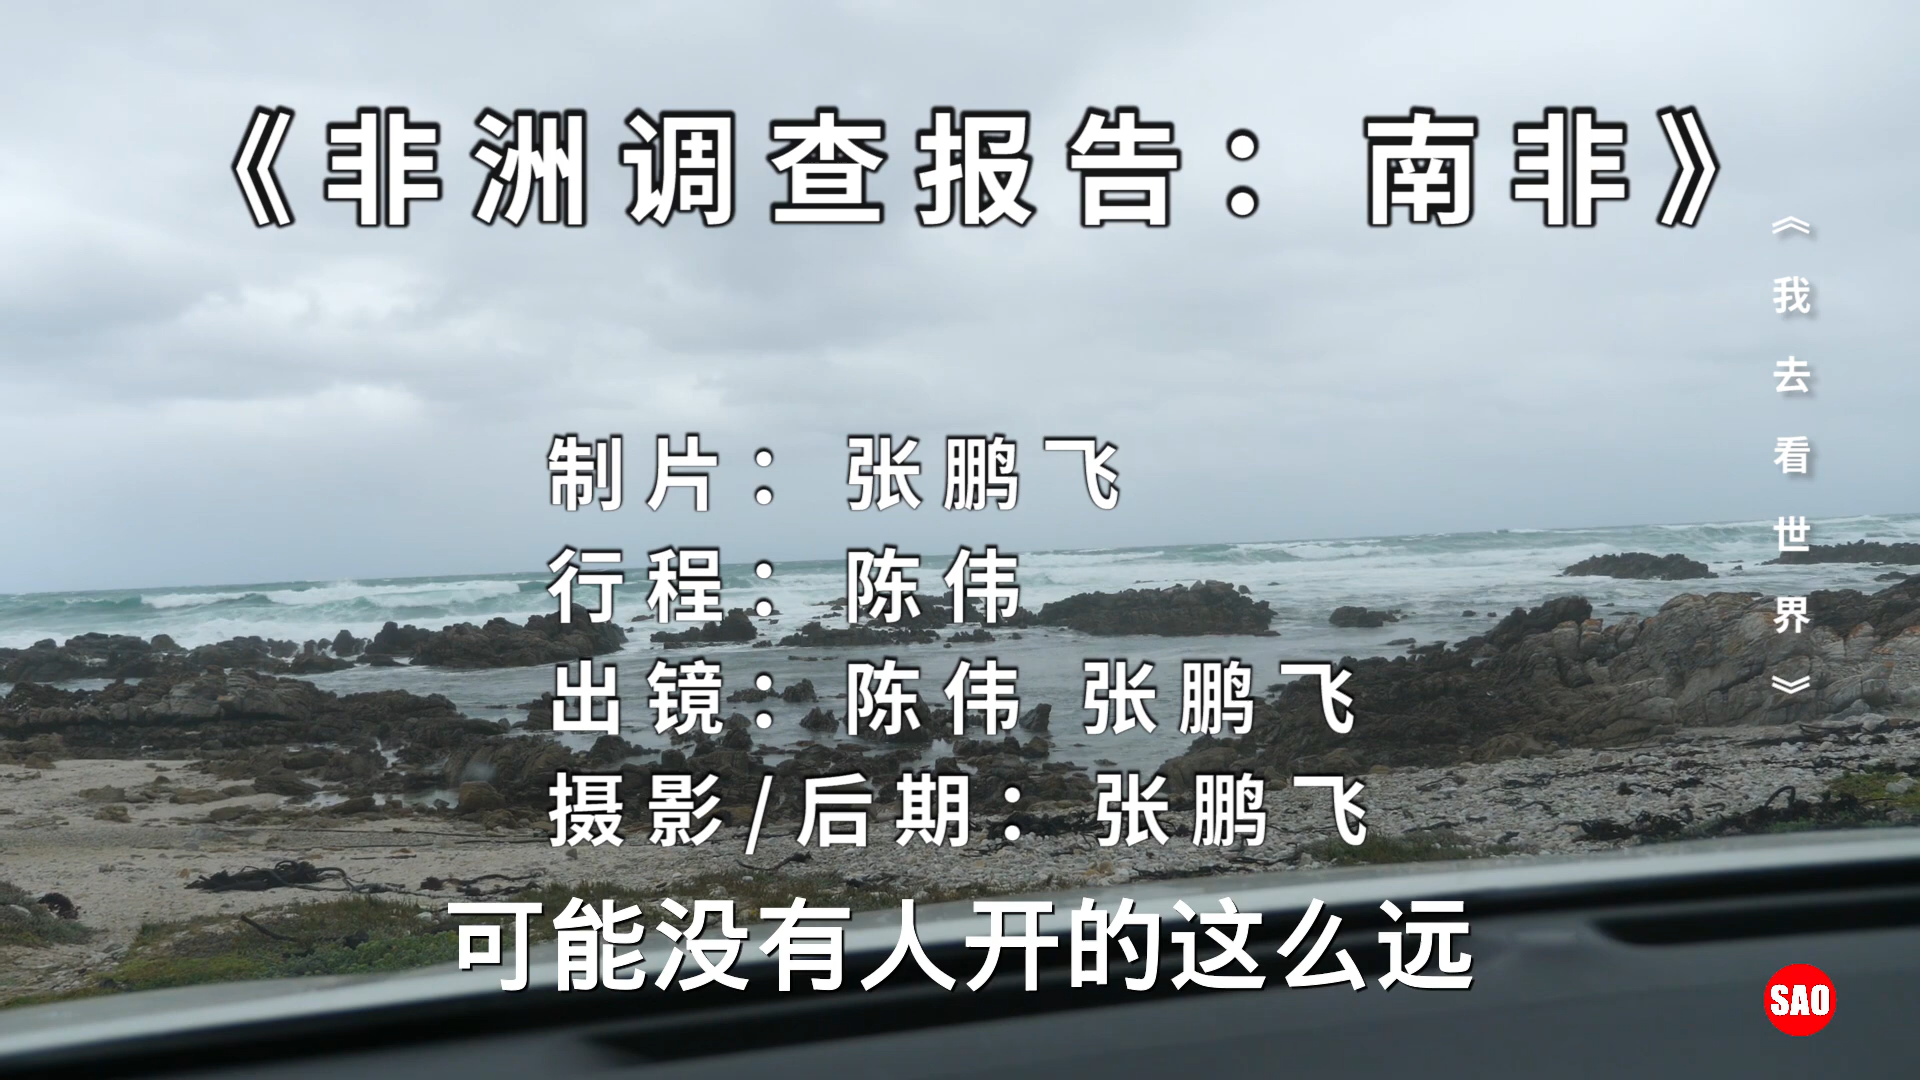 《非洲调查报告：南非》
《我去看世界》
制片：张鹏飞
行程：陈伟
出镜：陈伟 张鹏飞
摄影/后期：张鹏飞
可能没有人开的这么远
SAO